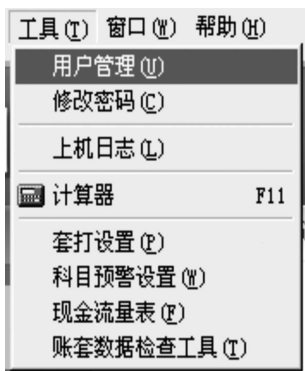 工具(T) 窗口(W) 帮助(H)
用户管理(U)
修改密码(C)
上机日志(L)
计算器 F11
套打设置(P)
科目预警设置(W)
现金流量表(F)
账套数据检查工具(T)